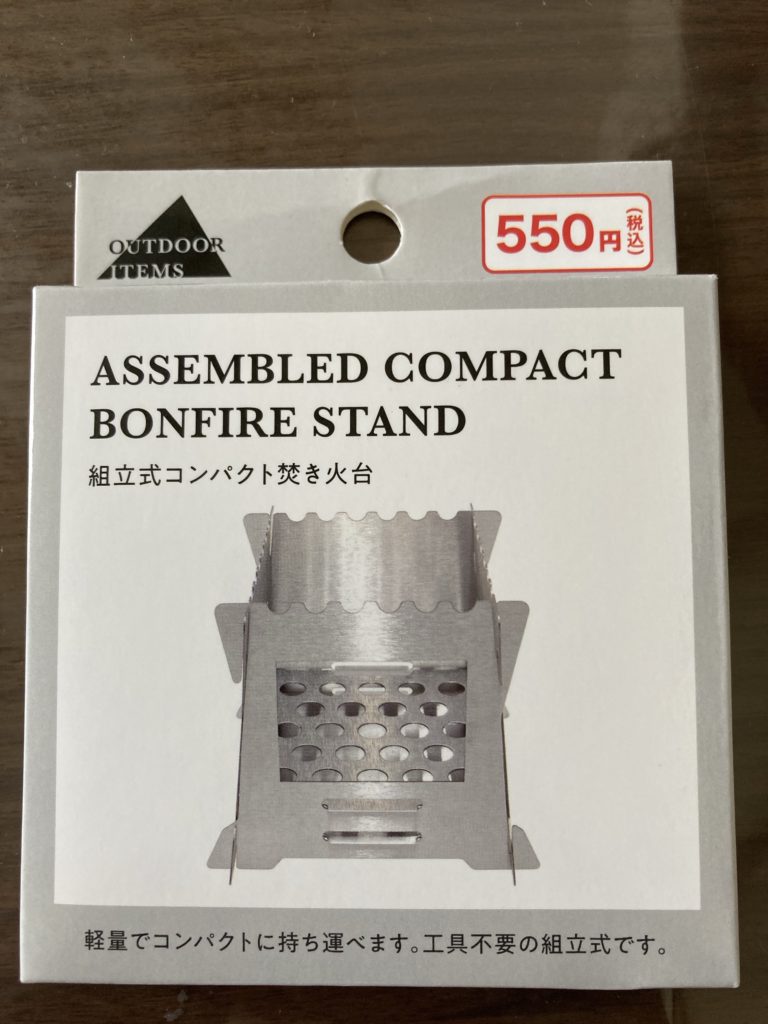 OUTDOOR
ITEMS
550円(税込)
ASSEMBLED COMPACT
BONFIRE STAND
組立式コンパクト焚き火台
軽量でコンパクトに持ち運べます。工具不要の組立式です。